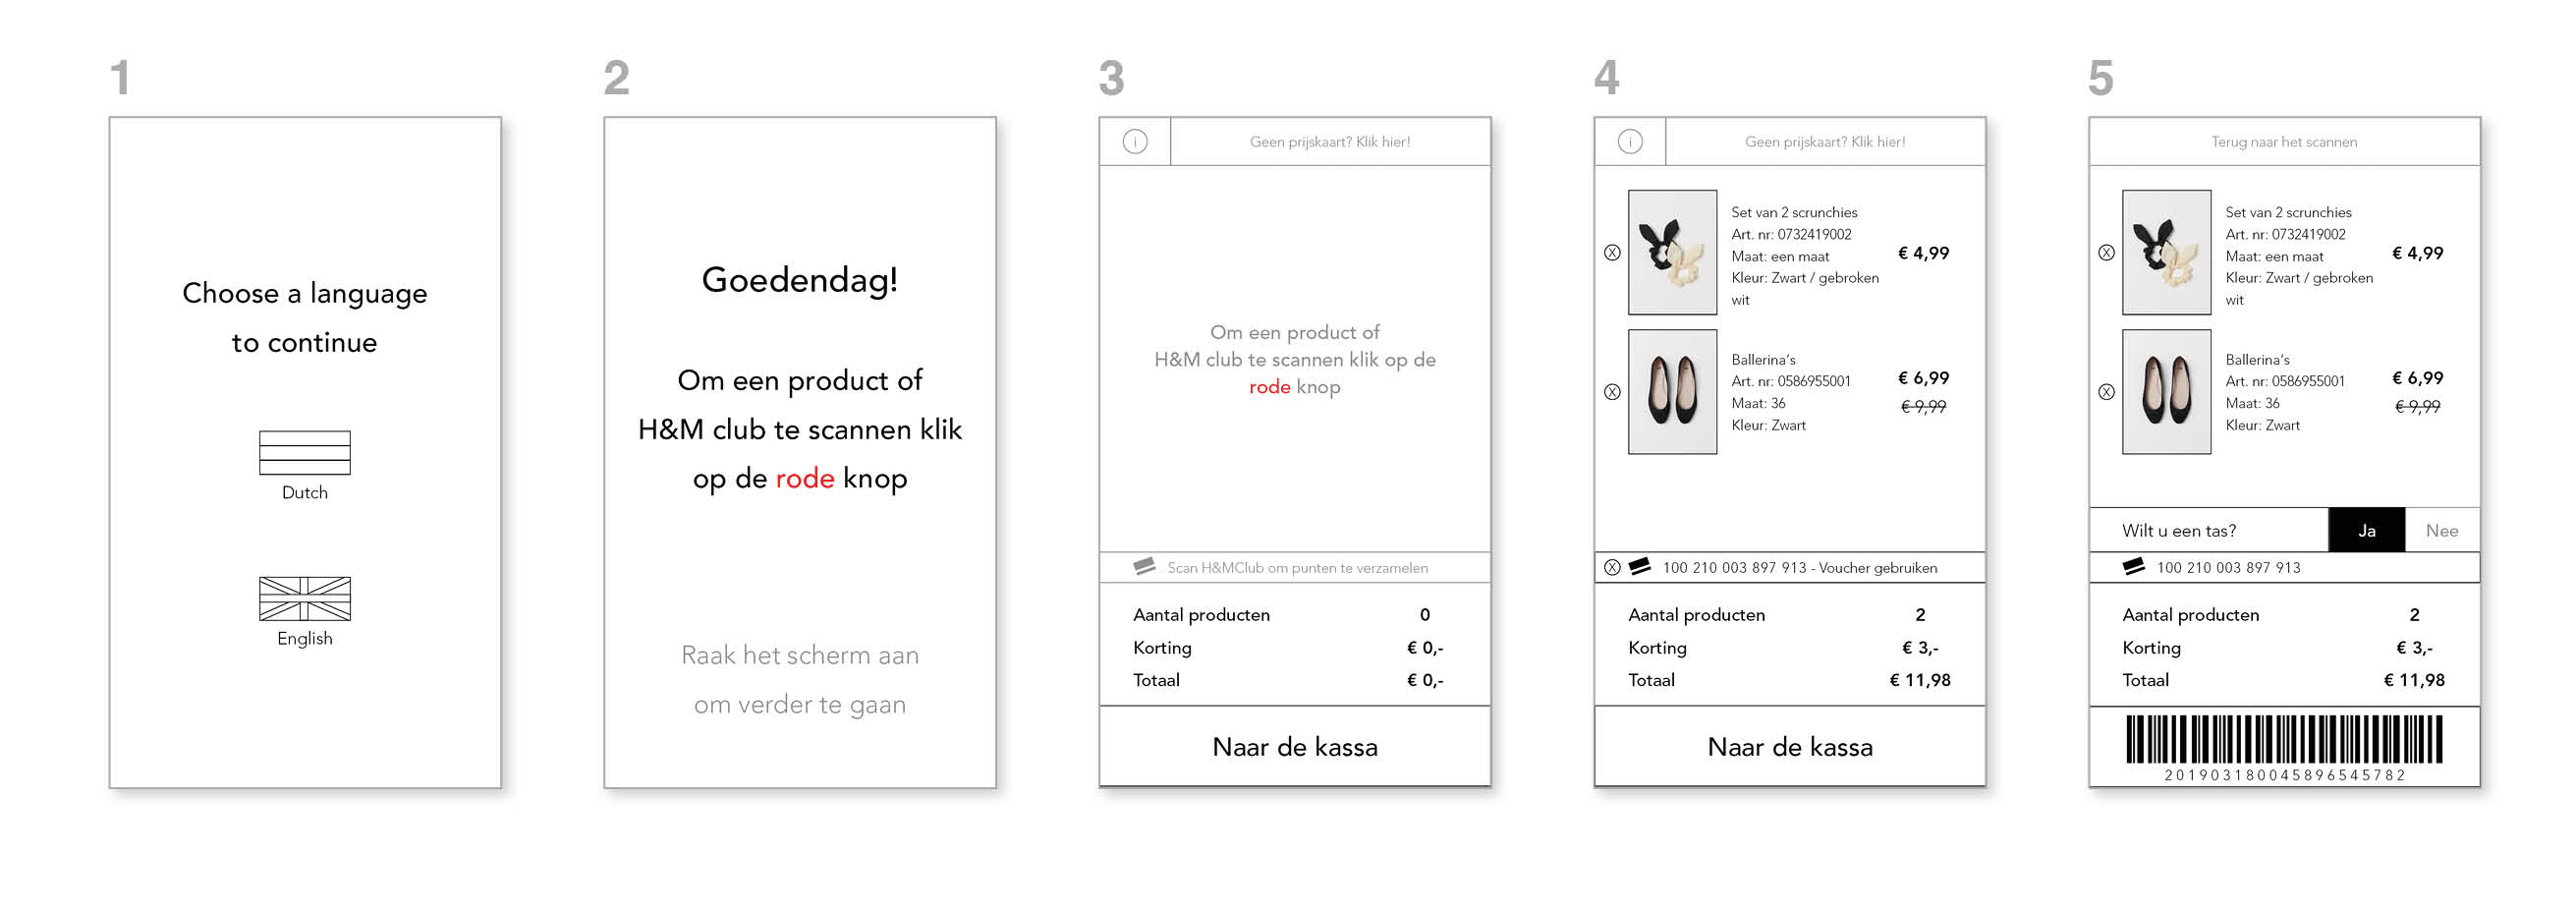 1
Choose a language
to continue
Dutch
English
2
Goedendag!
Om een product of
H&M club te scannen klik
op de rode knop
Raak het scherm aan
om verder te gaan
3
i
Geen prijskaart? Klik hier!
Om een product of
H&M club te scannen klik op de
rode knop
Scan H&MClub om punten te verzamelen
Aantal producten 0
Korting € 0,-
Totaal € 0,-
Naar de kassa
4
i
Geen prijskaart? Klik hier!
X
Set van 2 scrunchies
Art. nr: 0732419002
Maat: een maat
Kleur: Zwart / gebroken
wit
€ 4,99
X
Ballerina's
Art. nr: 0586955001
Maat: 36
Kleur: Zwart
€ 6,99
€ 9,99
X 100 210 003 897 913 - Voucher gebruiken
Aantal producten 2
Korting € 3,-
Totaal € 11,98
Naar de kassa
5
Terug naar het scannen
X
Set van 2 scrunchies
Art. nr: 0732419002
Maat: een maat
Kleur: Zwart / gebroken
wit
€ 4,99
X
Ballerina's
Art. nr: 0586955001
Maat: 36
Kleur: Zwart
€ 6,99
€ 9,99
Wilt u een tas? Ja Nee
100 210 003 897 913
Aantal producten 2
Korting € 3,-
Totaal € 11,98
201903180045896545782